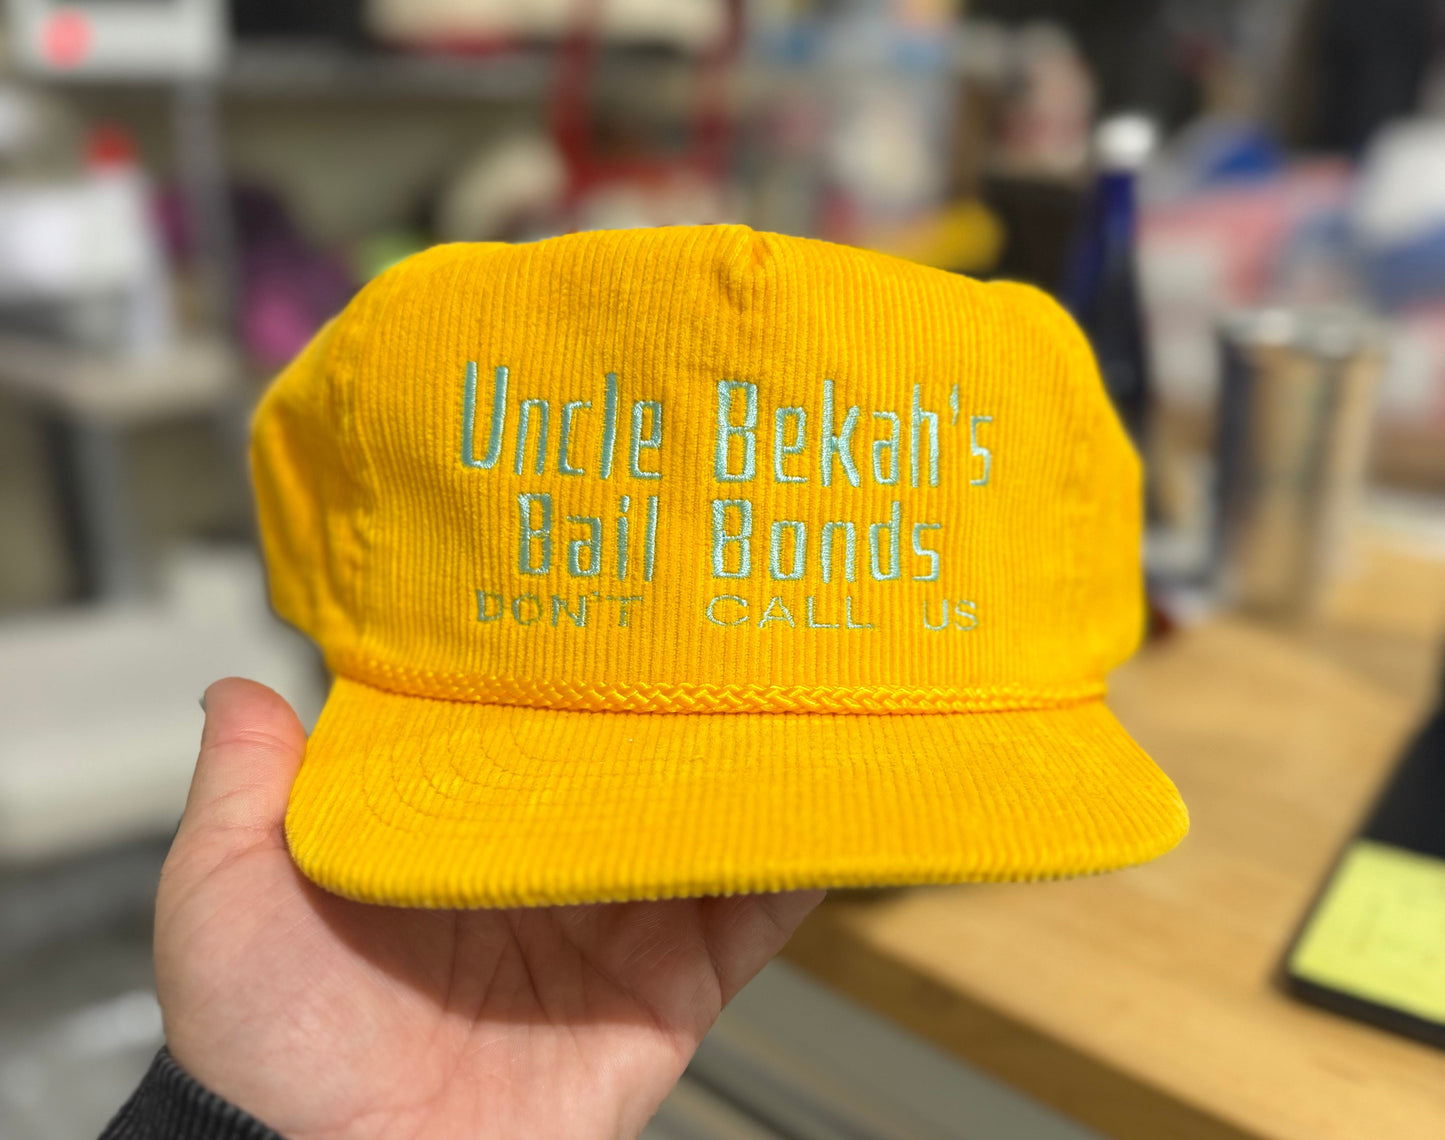 Uncle Bekah's
Bail Bonds
DON'T CALL US